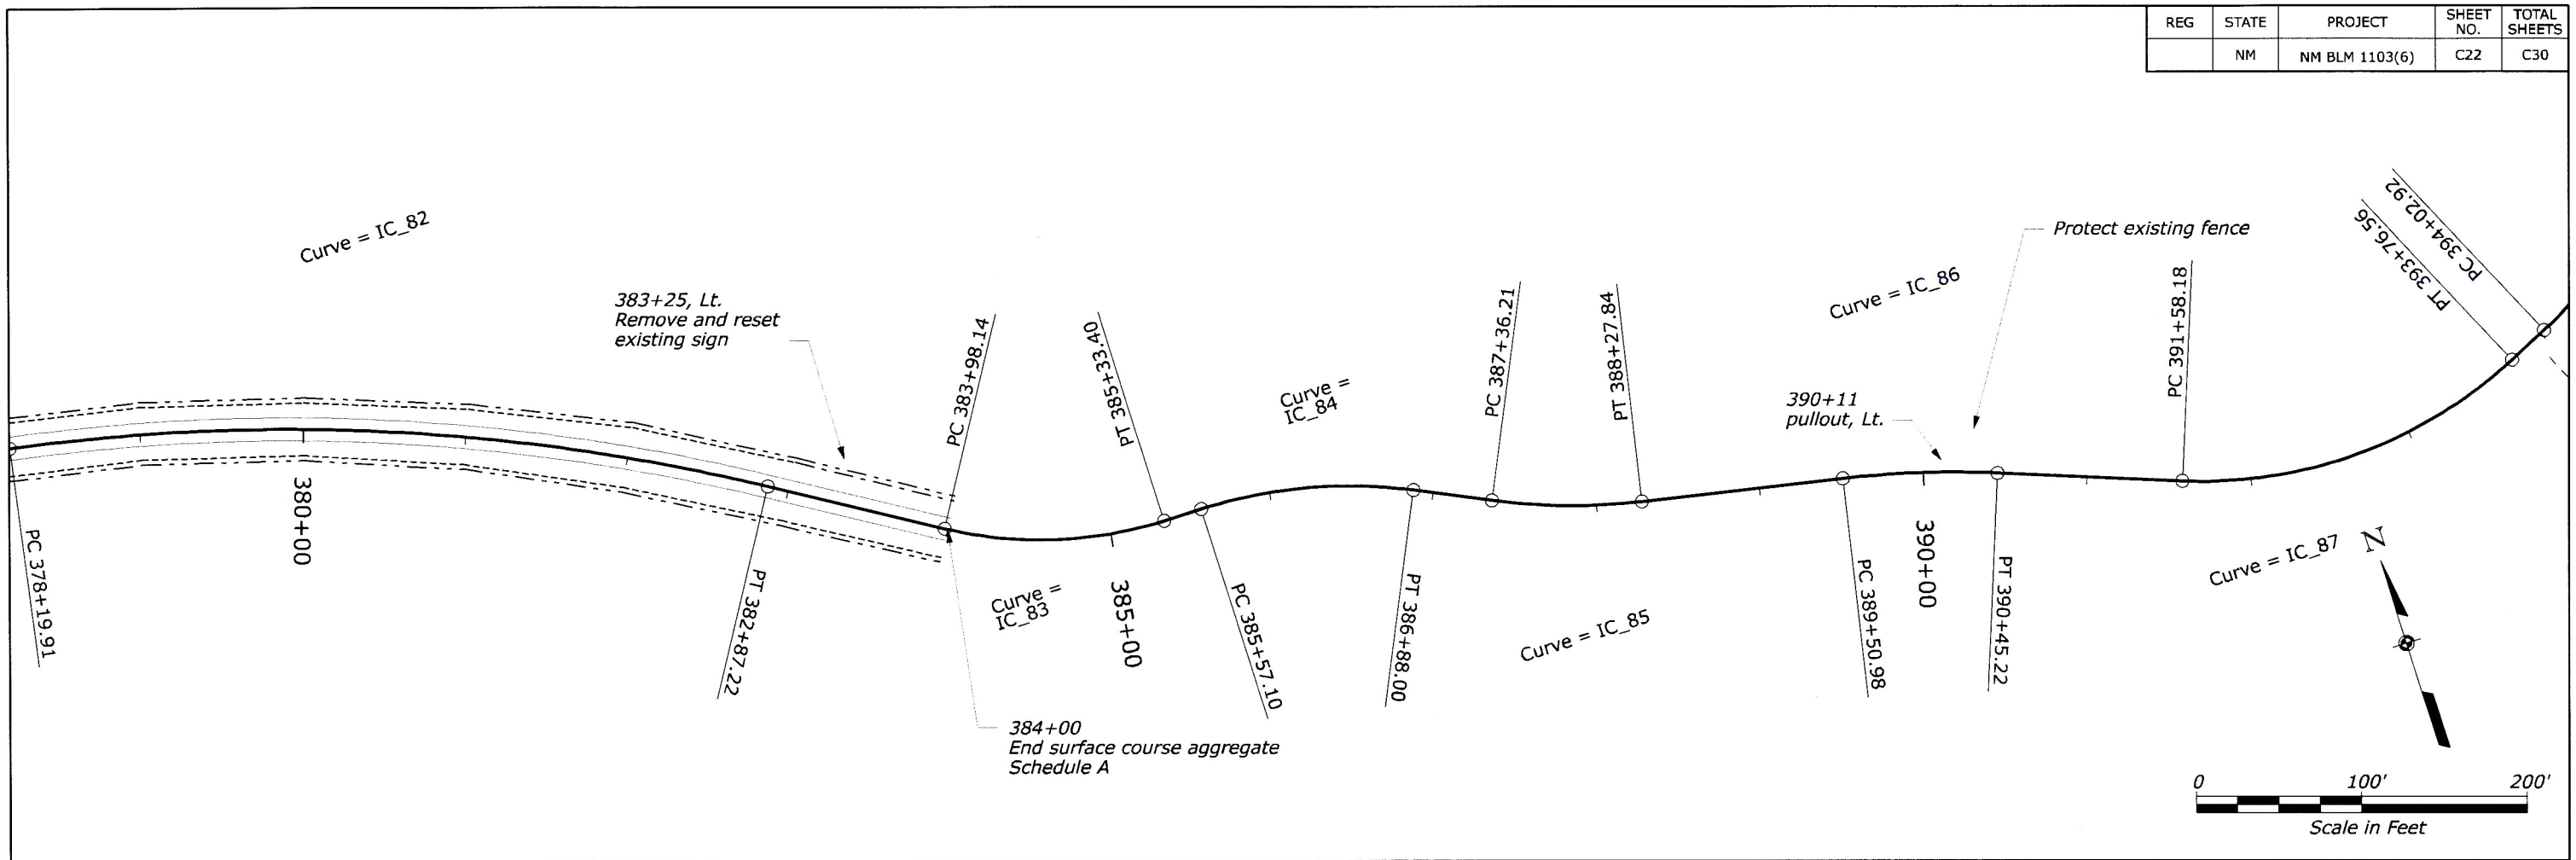 REG STATE PROJECT SHEET NO. TOTAL SHEETS
NM NM BLM 1103(6) C22 C30
Curve = IC_82
383+25, Lt.
Remove and reset
existing sign
PC 378+19.91
380+00
PT 382+87.22
PC 383+98.14
384+00
End surface course aggregate
Schedule A
Curve =
IC_83
385+00
PT 385+33.40
PC 385+57.10
Curve =
IC_84
PT 386+88.00
PC 387+36.21
PT 388+27.84
Curve = IC_85
Curve = IC_86
Protect existing fence
390+11
pullout, Lt.
PC 389+50.98
390+00
PT 390+45.22
PC 391+58.18
Curve = IC_87
PT 393+76.56
PC 394+02.92
N
0 100' 200'
Scale in Feet